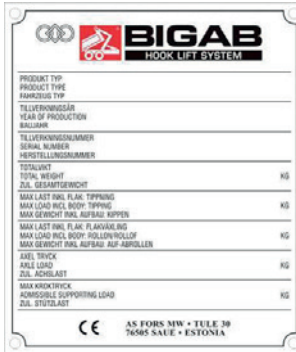 BIGAB
HOOK LIFT SYSTEM
PRODUKT TYP
PRODUCT TYPE
FAHRZEUG TYP
TILLVERKNINGSÅR
YEAR OF PRODUCTION
BAUJAHR
TILLVERKNINGSNUMMER
SERIAL NUMBER
HERSTELLUNGSNUMMER
TOTALVIKT
TOTAL WEIGHT KG
ZUL. GESAMTGEWICHT
MAX LAST INKL FLAK: TIPPNING
MAX LOAD INCL BODY: TIPPING KG
MAX GEWICHT INKL AUFBAU: KIPPEN
MAX LAST INKL FLAK: FLAKVÄXLING
MAX LOAD INCL BODY: ROLLON/ROLLOF KG
MAX GEWICHT INKL AUFBAU: AUF-ABROLLEN
AXEL TRYCK
AXLE LOAD KG
ZUL. ACHSLAST
MAX KROKTRYCK
ADMISSIBLE SUPPORTING LOAD KG
ZUL. STÜTZLAST
CE AS FORS MW • TULE 30
76505 SAUE • ESTONIA